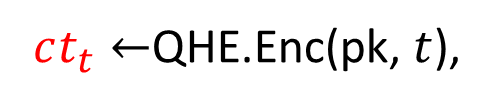 ct_t ←QHE.Enc(pk, t),